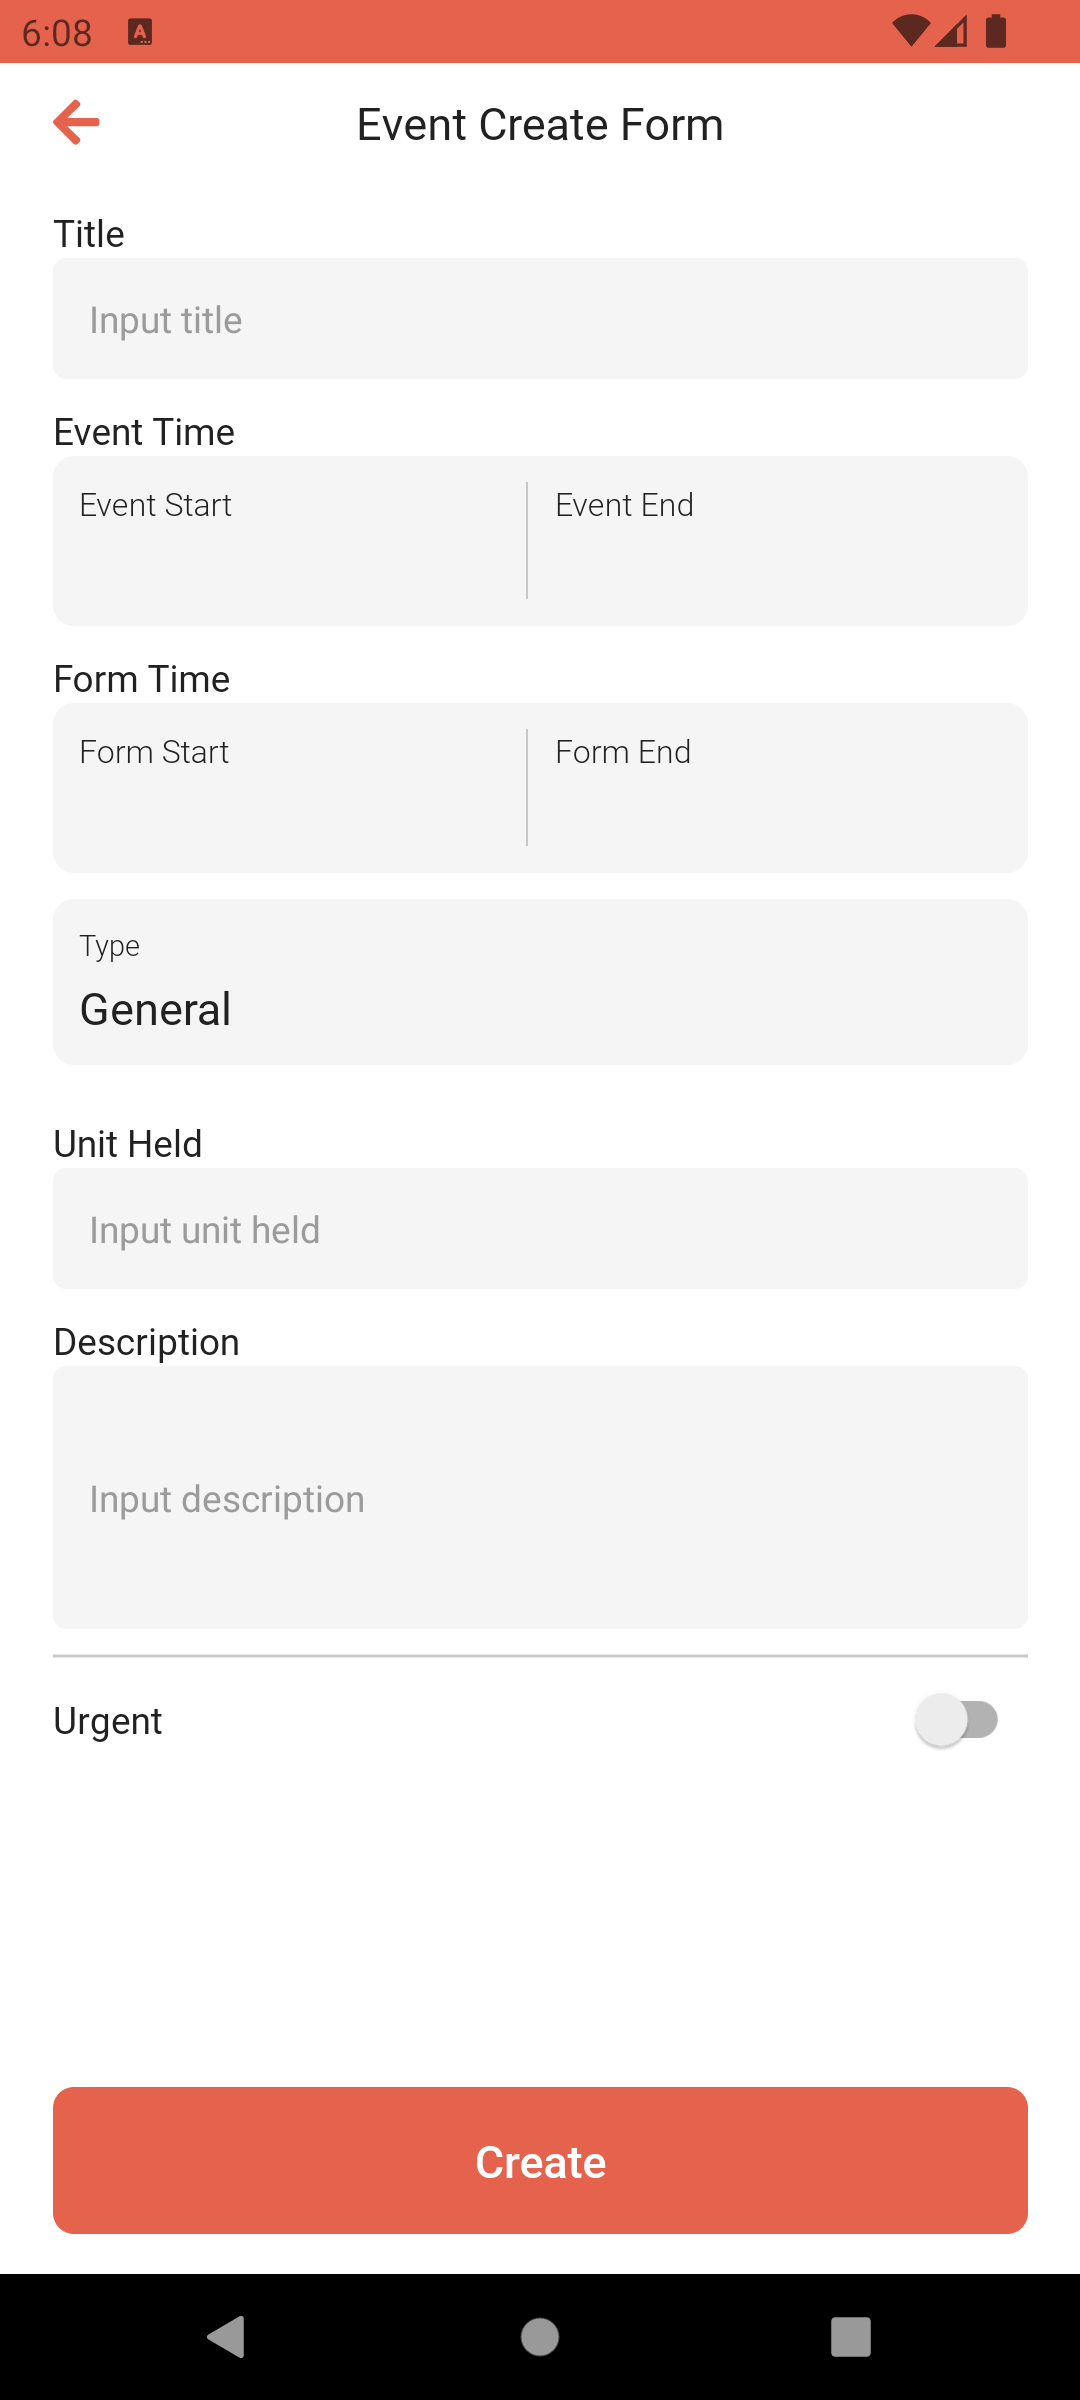 6:08
Event Create Form
Title
Input title
Event Time
Event Start
Event End
Form Time
Form Start
Form End
Type
General
Unit Held
Input unit held
Description
Input description
Urgent
Create